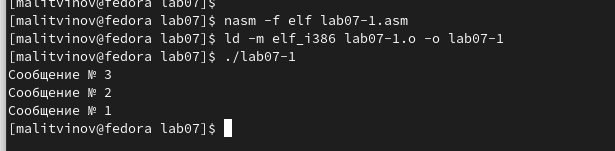 [malitvinov@fedora lab07]$
[malitvinov@fedora lab07]$ nasm -f elf lab07-1.asm
[malitvinov@fedora lab07]$ ld -m elf_i386 lab07-1.o -o lab07-1
[malitvinov@fedora lab07]$ ./lab07-1
Сообщение № 3
Сообщение № 2
Сообщение № 1
[malitvinov@fedora lab07]$